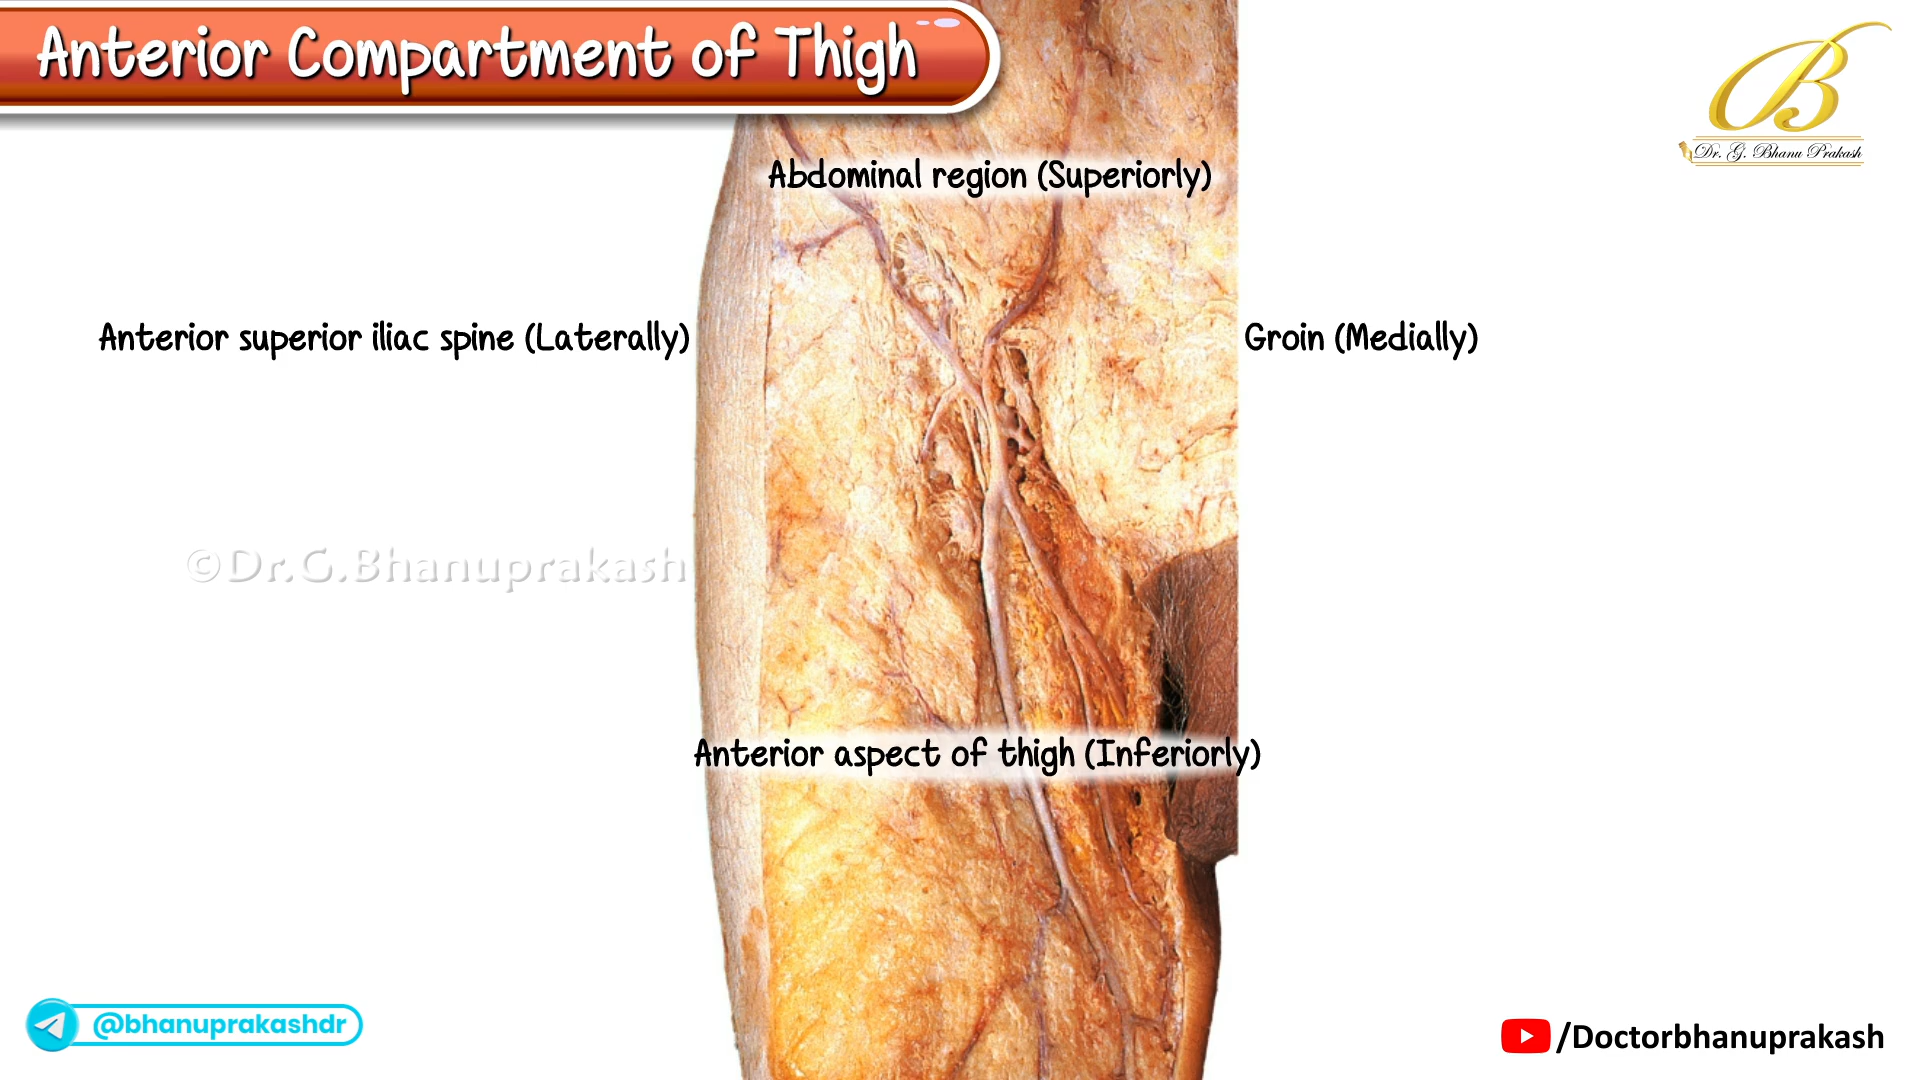 Anterior Compartment of Thigh
B
Dr. G. Bhanu Prakash
Abdominal region (Superiorly)
Anterior superior iliac spine (Laterally)
Groin (Medially)
©Dr.G.Bhanuprakash
Anterior aspect of thigh (Inferiorly)
@bhanuprakashdr
/Doctorbhanuprakash